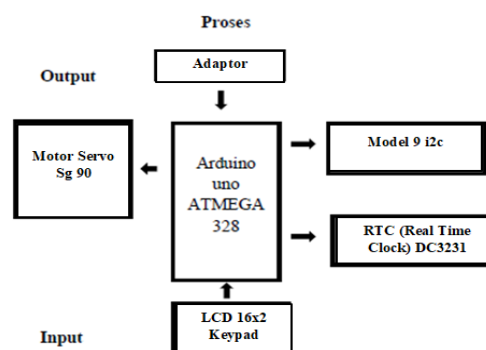 Proses
Adaptor
Output
Motor Servo
Sg 90
Arduino
uno
ATMEGA
328
Model 9 i2c
RTC (Real Time
Clock) DC3231
LCD 16x2
Keypad
Input